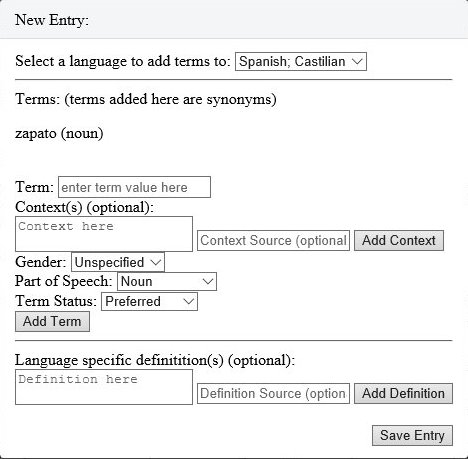 New Entry:
Select a language to add terms to: Spanish; Castilian
Terms: (terms added here are synonyms)
zapato (noun)
Term: enter term value here
Context(s) (optional):
Context here Context Source (optional Add Context
Gender: Unspecified
Part of Speech: Noun
Term Status: Preferred
Add Term
Language specific definitition(s) (optional):
Definition here Definition Source (option Add Definition
Save Entry